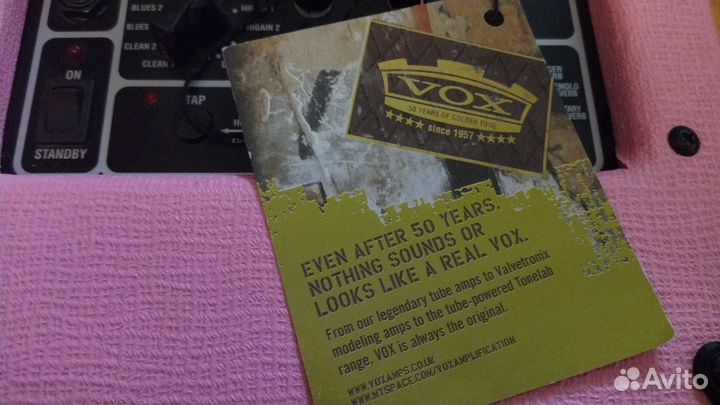 BLUES 2
HIGAIN 2
CLEAN 2
CLEAN 1
ON
TAP
STANDBY
VOX
50 YEARS OF GOLDEN TONE
since 1957
EVEN AFTER 50 YEARS.
NOTHING SOUNDS OR
LOOKS LIKE A REAL VOX.
From our legendary tube amps to Valvetronix
modeling amps to the tube-powered Tonelab
range. VOX is always the original.
WWW.VOXAMPS.CO.UK
WWW.MYSPACE.COM/VOXAMPLIFICATION
Avito